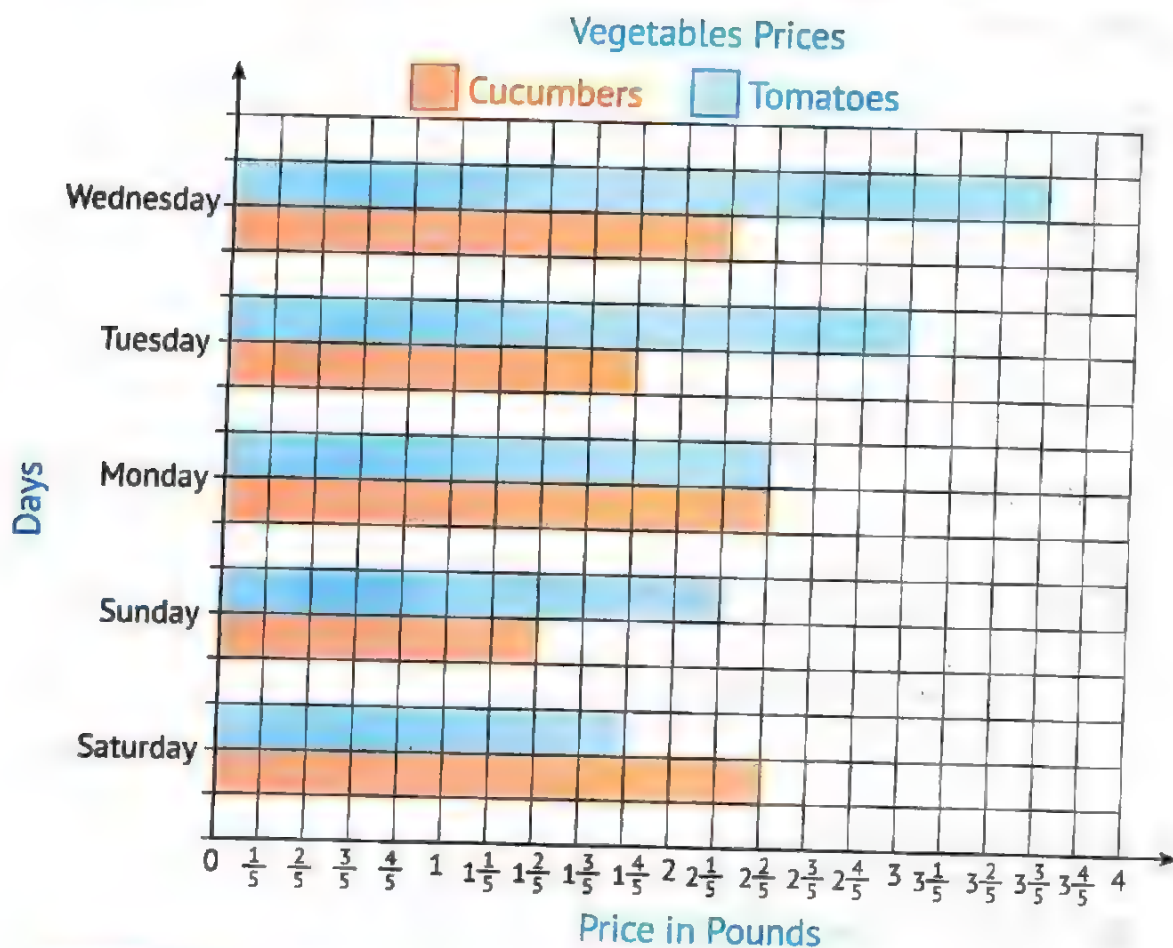 Vegetables Prices
Cucumbers Tomatoes
Wednesday
Tuesday
Monday
Sunday
Saturday
Days
0 1/5 2/5 3/5 4/5 1 1 1/5 1 2/5 1 3/5 1 4/5 2 2 1/5 2 2/5 2 3/5 2 4/5 3 3 1/5 3 2/5 3 3/5 3 4/5 4
Price in Pounds